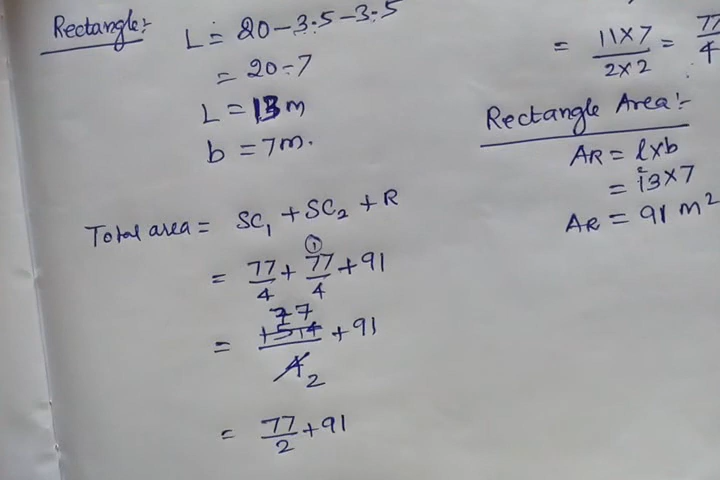 Rectangle:-
L = 20-3.5-3.5
= 20-7
L = 13m
b = 7m.
Total area = SC₁ + SC₂ + R
= 77/4 + 77/4 + 91
= 77/2 + 91
= 77/2 + 91
= 11×7/2×2 = 77/4
Rectangle Area:-
AR = l×b
= 13×7
AR = 91 m²